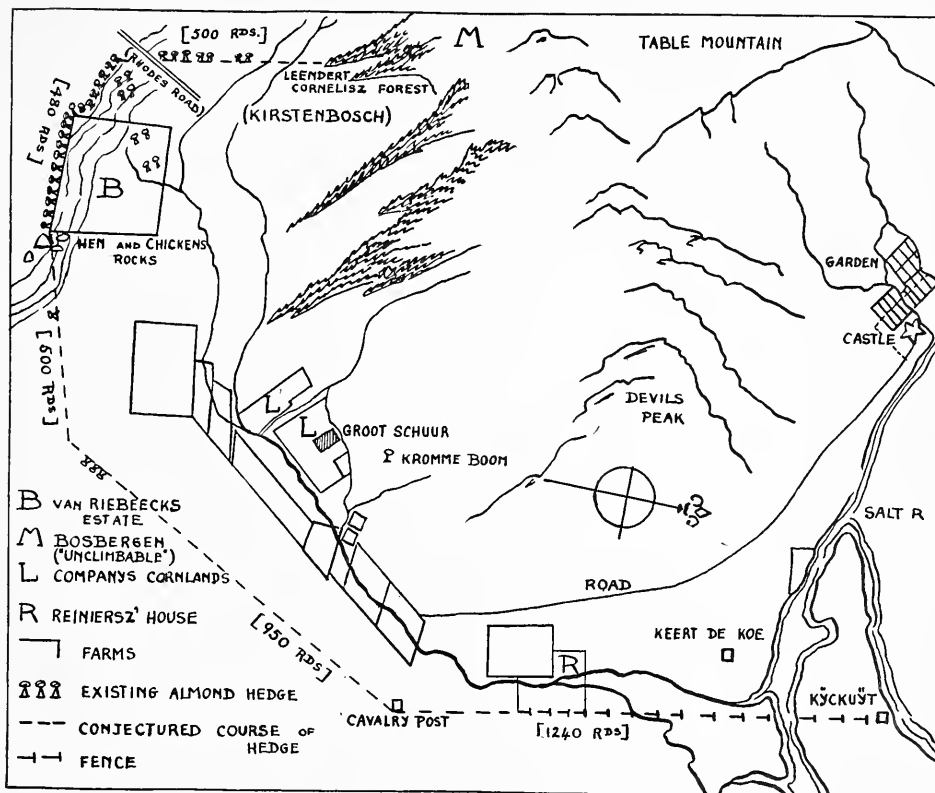 [500 RDS.]
M
TABLE MOUNTAIN
(RHODES ROAD)
LEENDERT
CORNELISZ FOREST
(KIRSTENBOSCH)
[480 RDS]
B
HEN AND CHICKENS
ROCKS
GARDEN
CASTLE
[500 RDS]
L
L
GROOT SCHUUR
KROMME BOOM
DEVILS
PEAK
SALT R
B VAN RIEBEECKS
ESTATE
M BOSBERGEN
("UNCLIMBABLE")
L COMPANYS CORNLANDS
R REINIERSZ' HOUSE
FARMS
EXISTING ALMOND HEDGE
CONJECTURED COURSE OF
HEDGE
FENCE
[950 RDS]
ROAD
KEERT DE KOE
R
CAVALRY POST
[1240 RDS]
KŸCKUŸT